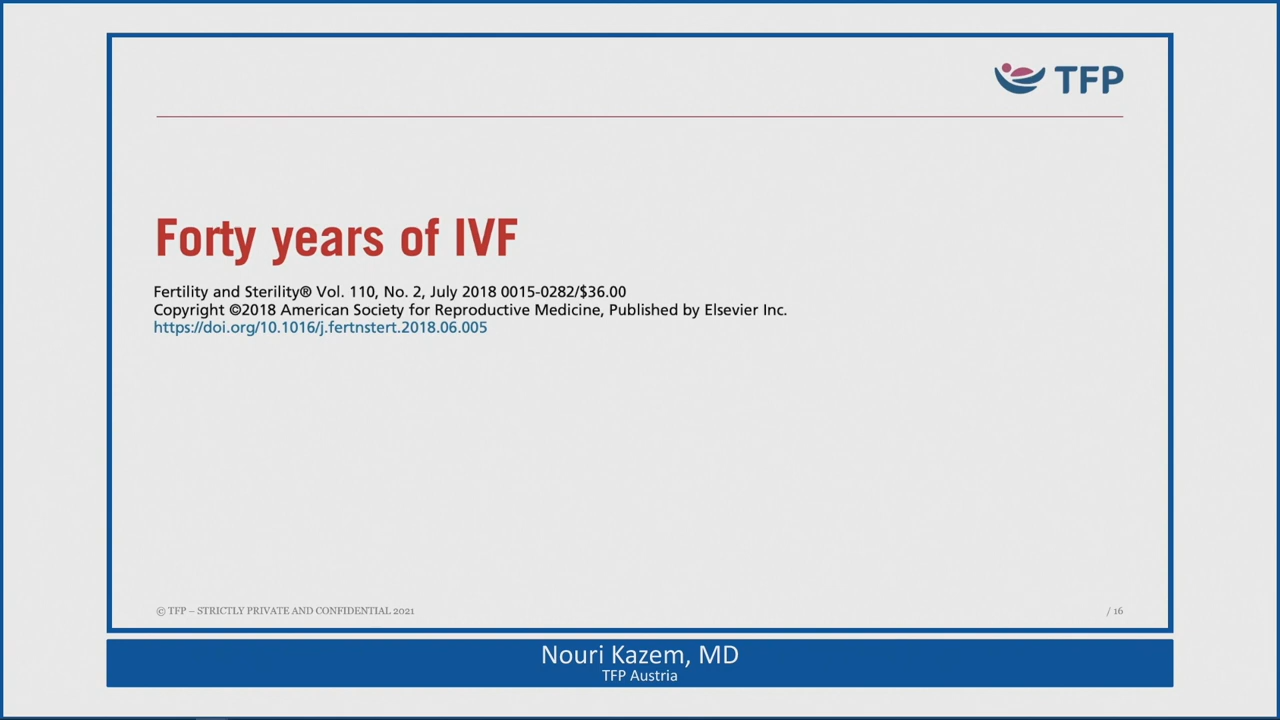 TFP
Forty years of IVF
Fertility and Sterility® Vol. 110, No. 2, July 2018 0015-0282/$36.00
Copyright ©2018 American Society for Reproductive Medicine, Published by Elsevier Inc.
https://doi.org/10.1016/j.fertnstert.2018.06.005
© TFP – STRICTLY PRIVATE AND CONFIDENTIAL 2021
/ 16
Nouri Kazem, MD
TFP Austria